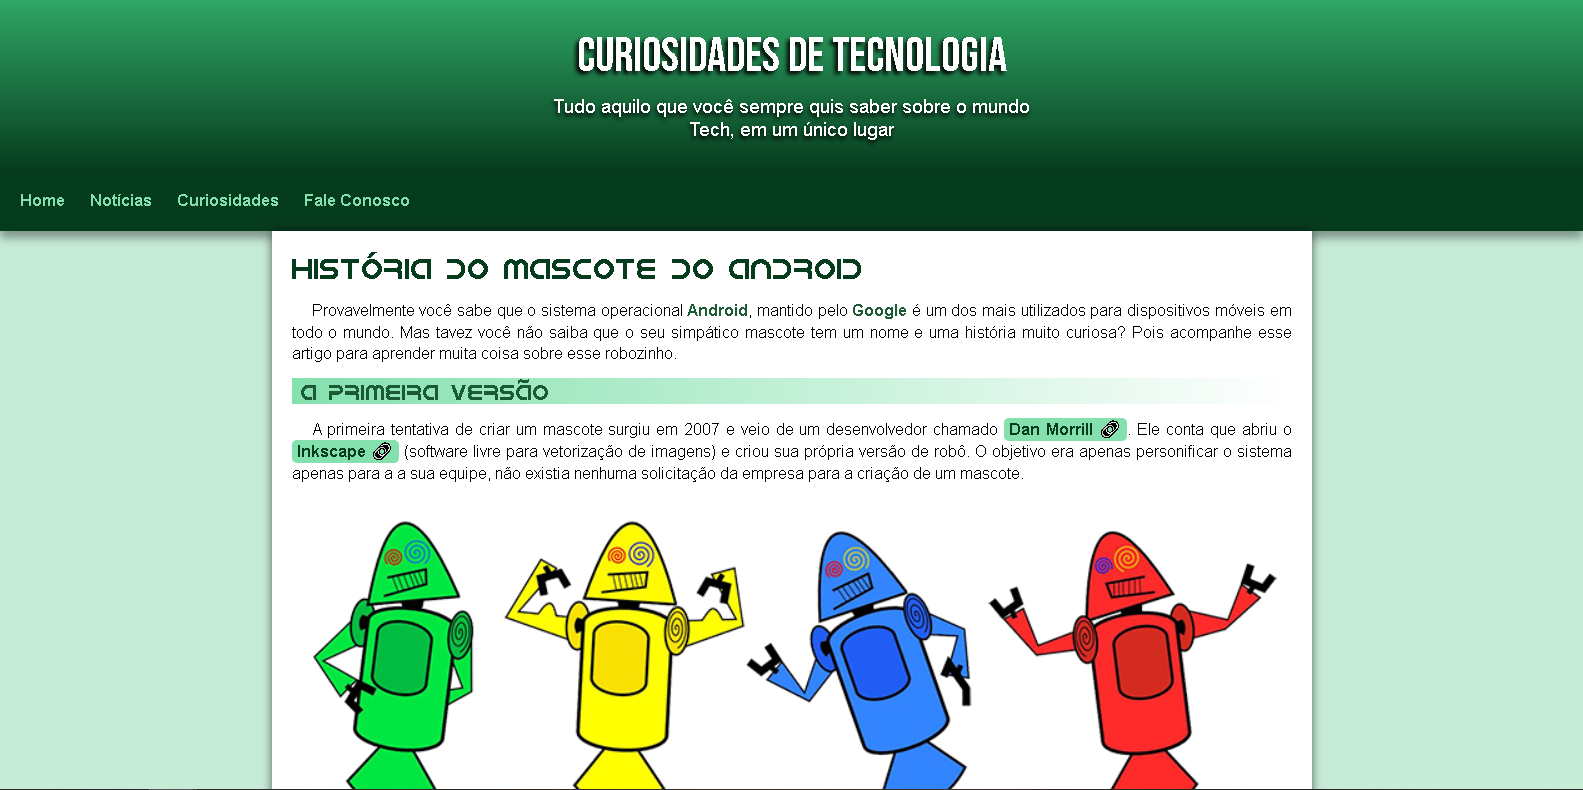 CURIOSIDADES DE TECNOLOGIA
Tudo aquilo que você sempre quis saber sobre o mundo
Tech, em um único lugar
Home Notícias Curiosidades Fale Conosco
HISTÓRIA DO MASCOTE DO ANDROID
Provavelmente você sabe que o sistema operacional Android, mantido pelo Google é um dos mais utilizados para dispositivos móveis em
todo o mundo. Mas tavez você não saiba que o seu simpático mascote tem um nome e uma história muito curiosa? Pois acompanhe esse
artigo para aprender muita coisa sobre esse robozinho.
A PRIMEIRA VERSÃO
A primeira tentativa de criar um mascote surgiu em 2007 e veio de um desenvolvedor chamado Dan Morrill . Ele conta que abriu o
Inkscape (software livre para vetorização de imagens) e criou sua própria versão de robô. O objetivo era apenas personificar o sistema
apenas para a a sua equipe, não existia nenhuma solicitação da empresa para a criação de um mascote.